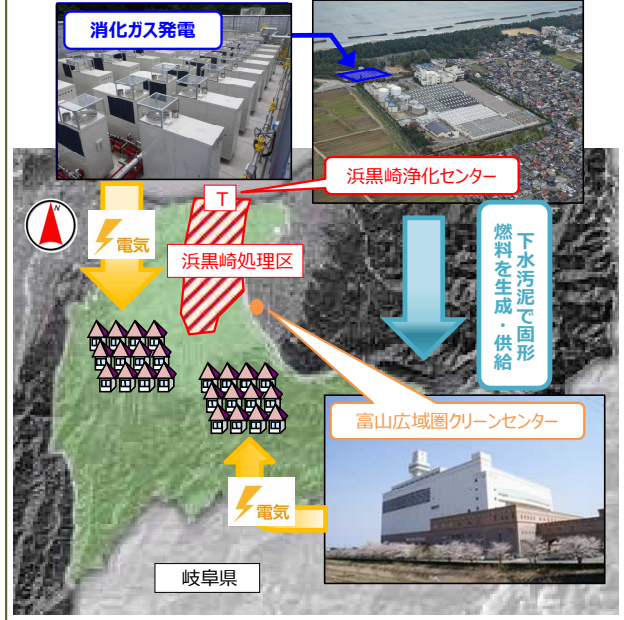 消化ガス発電
浜黒崎浄化センター
T
N
電気
浜黒崎処理区
下水汚泥で固形
燃料を生成・供給
富山広域圏クリーンセンター
電気
岐阜県